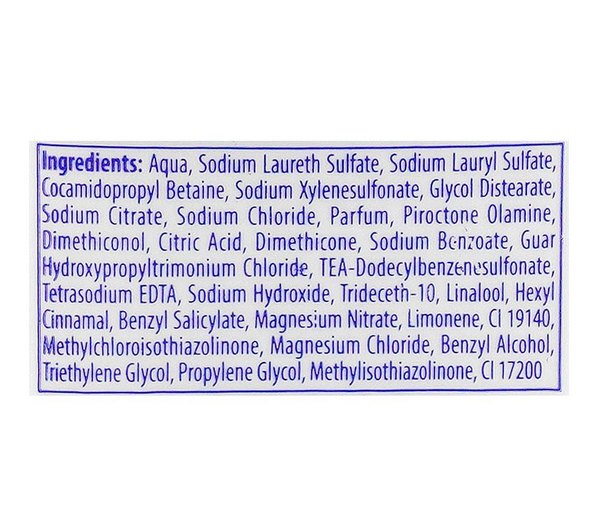 Ingredients: Aqua, Sodium Laureth Sulfate, Sodium Lauryl Sulfate,
Cocamidopropyl Betaine, Sodium Xylenesulfonate, Glycol Distearate,
Sodium Citrate, Sodium Chloride, Parfum, Piroctone Olamine,
Dimethiconol, Citric Acid, Dimethicone, Sodium Benzoate, Guar
Hydroxypropyltrimonium Chloride, TEA-Dodecylbenzenesulfonate,
Tetrasodium EDTA, Sodium Hydroxide, Trideceth-10, Linalool, Hexyl
Cinnamal, Benzyl Salicylate, Magnesium Nitrate, Limonene, CI 19140,
Methylchloroisothiazolinone, Magnesium Chloride, Benzyl Alcohol,
Triethylene Glycol, Propylene Glycol, Methylisothiazolinone, CI 17200